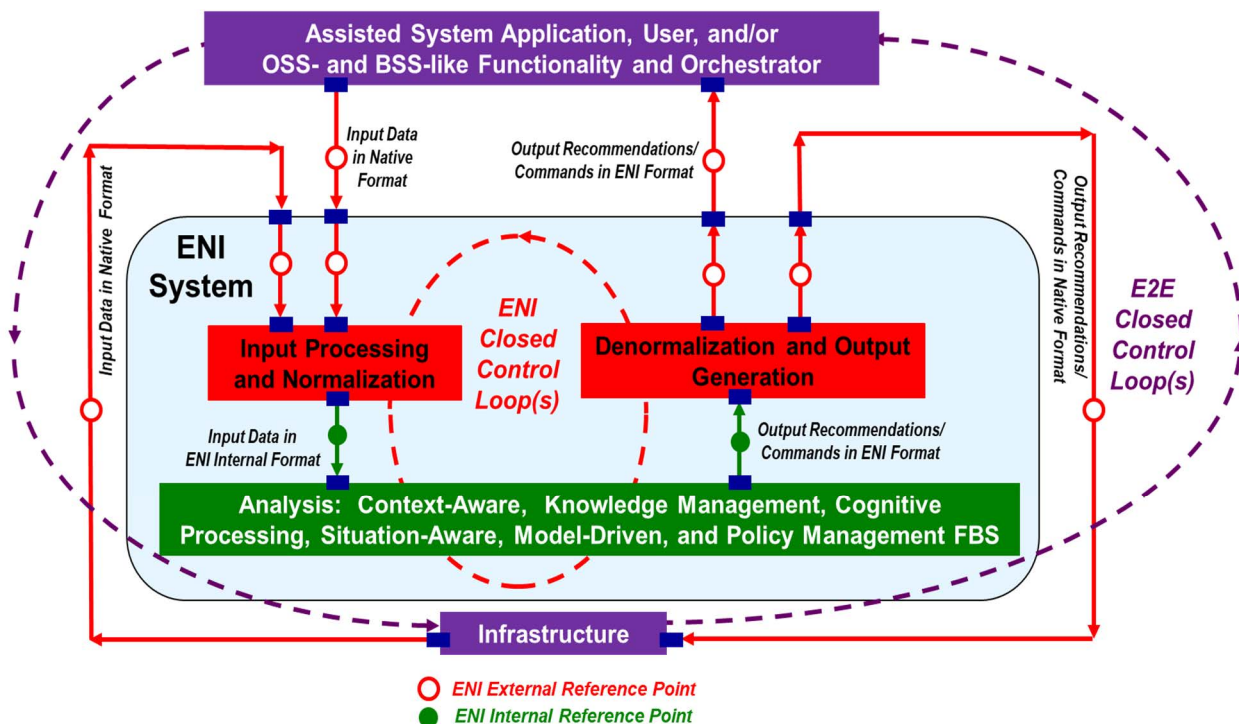 Assisted System Application, User, and/or
OSS- and BSS-like Functionality and Orchestrator
Input Data
in Native
Format
Output Recommendations/
Commands in ENI Format
Input Data in Native Format
Output Recommendations/
Commands in Native Format
ENI
System
ENI
Closed
Control
Loop(s)
E2E
Closed
Control
Loop(s)
Input Processing
and Normalization
Denormalization and Output
Generation
Input Data in
ENI Internal Format
Output Recommendations/
Commands in ENI Format
Analysis: Context-Aware, Knowledge Management, Cognitive
Processing, Situation-Aware, Model-Driven, and Policy Management FBS
Infrastructure
ENI External Reference Point
ENI Internal Reference Point